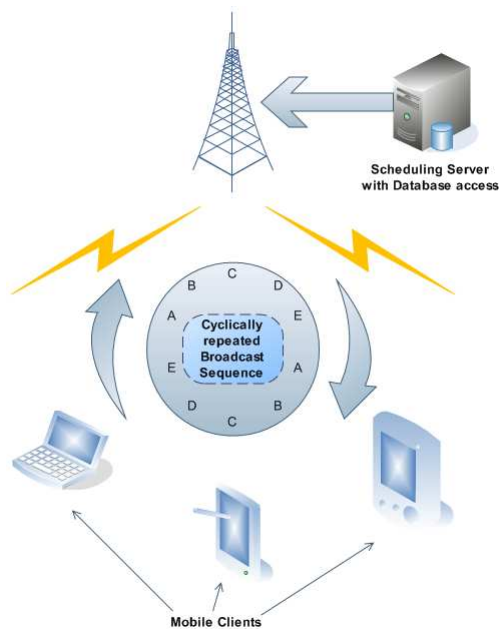 Scheduling Server
with Database access
C
B
D
A
E
Cyclically
repeated
Broadcast
Sequence
E
A
D
B
C
Mobile Clients